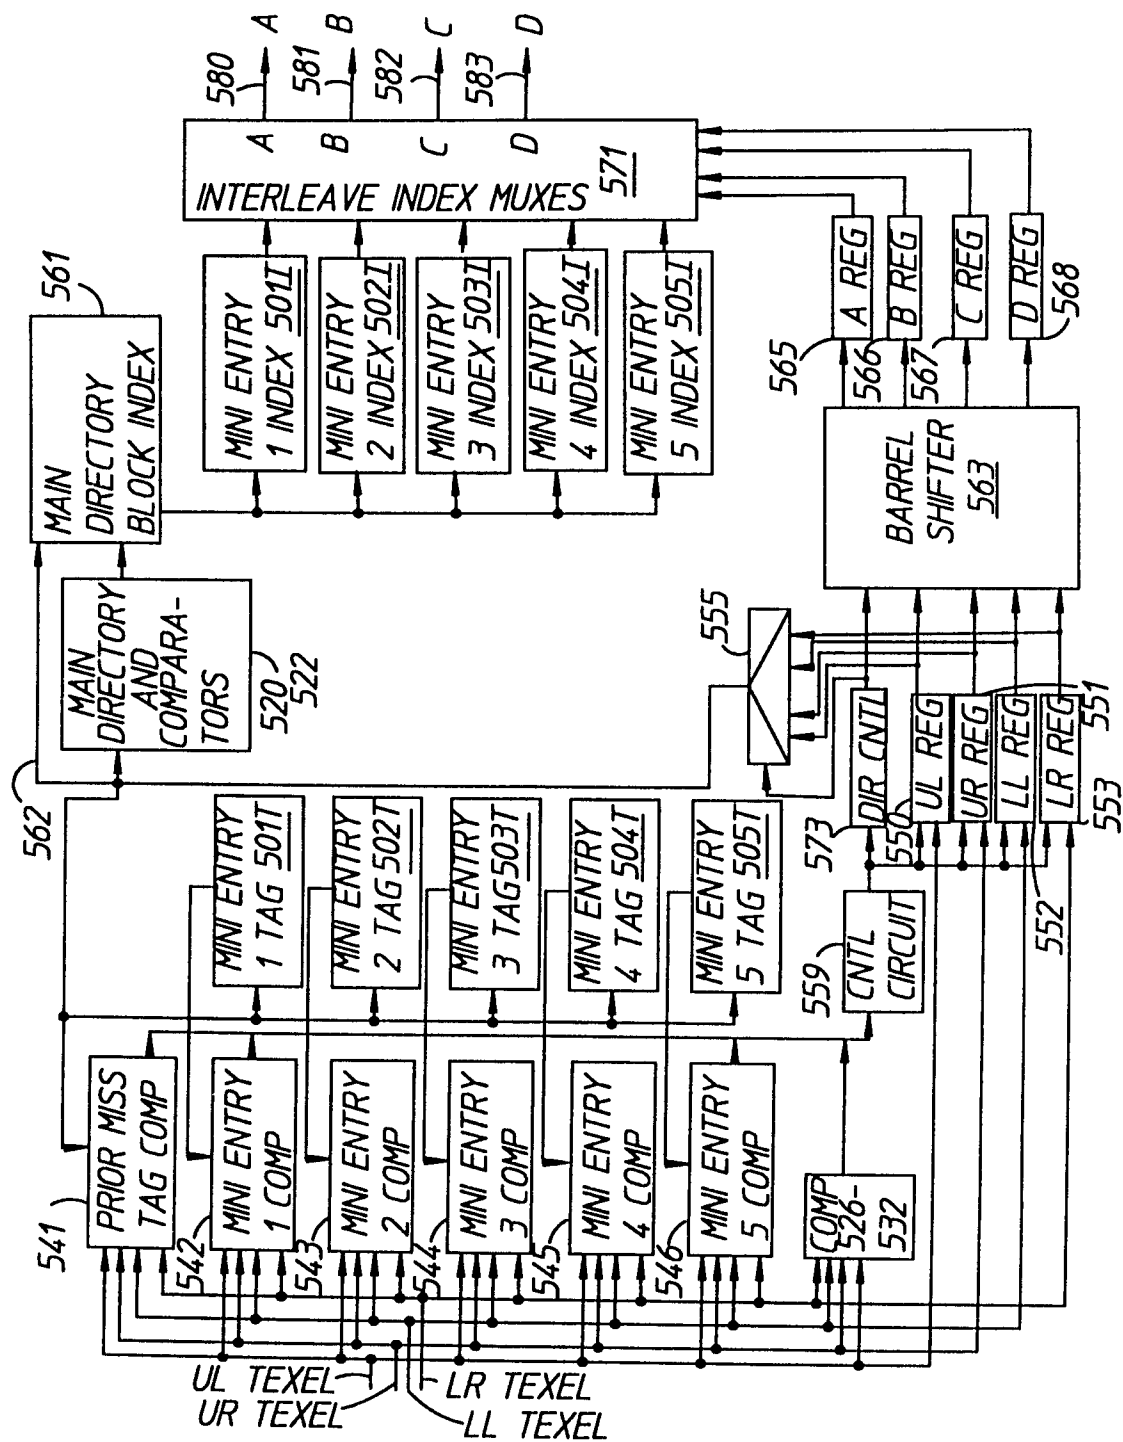 UL TEXEL
UR TEXEL
LL TEXEL
LR TEXEL
541
PRIOR MISS
TAG COMP
542
MINI ENTRY
1 COMP
543
MINI ENTRY
2 COMP
544
MINI ENTRY
3 COMP
545
MINI ENTRY
4 COMP
546
MINI ENTRY
5 COMP
COMP
526-
532
MINI ENTRY
1 TAG 501T
MINI ENTRY
2 TAG 502T
MINI ENTRY
3 TAG 503T
MINI ENTRY
4 TAG 504T
MINI ENTRY
5 TAG 505T
559
CNTL
CIRCUIT
562
MAIN
DIRECTORY
AND
COMPARA-
TORS
520
522
555
573
DIR CNTL
550
UL REG
UR REG
551
LL REG
552
LR REG
553
561
MAIN
DIRECTORY
BLOCK INDEX
MINI ENTRY
1 INDEX 501I
MINI ENTRY
2 INDEX 502I
MINI ENTRY
3 INDEX 503I
MINI ENTRY
4 INDEX 504I
MINI ENTRY
5 INDEX 505I
BARREL
SHIFTER
563
565
A REG
566
B REG
567
C REG
D REG
568
INTERLEAVE INDEX MUXES
571
A
B
C
D
580
A
581
B
582
C
583
D